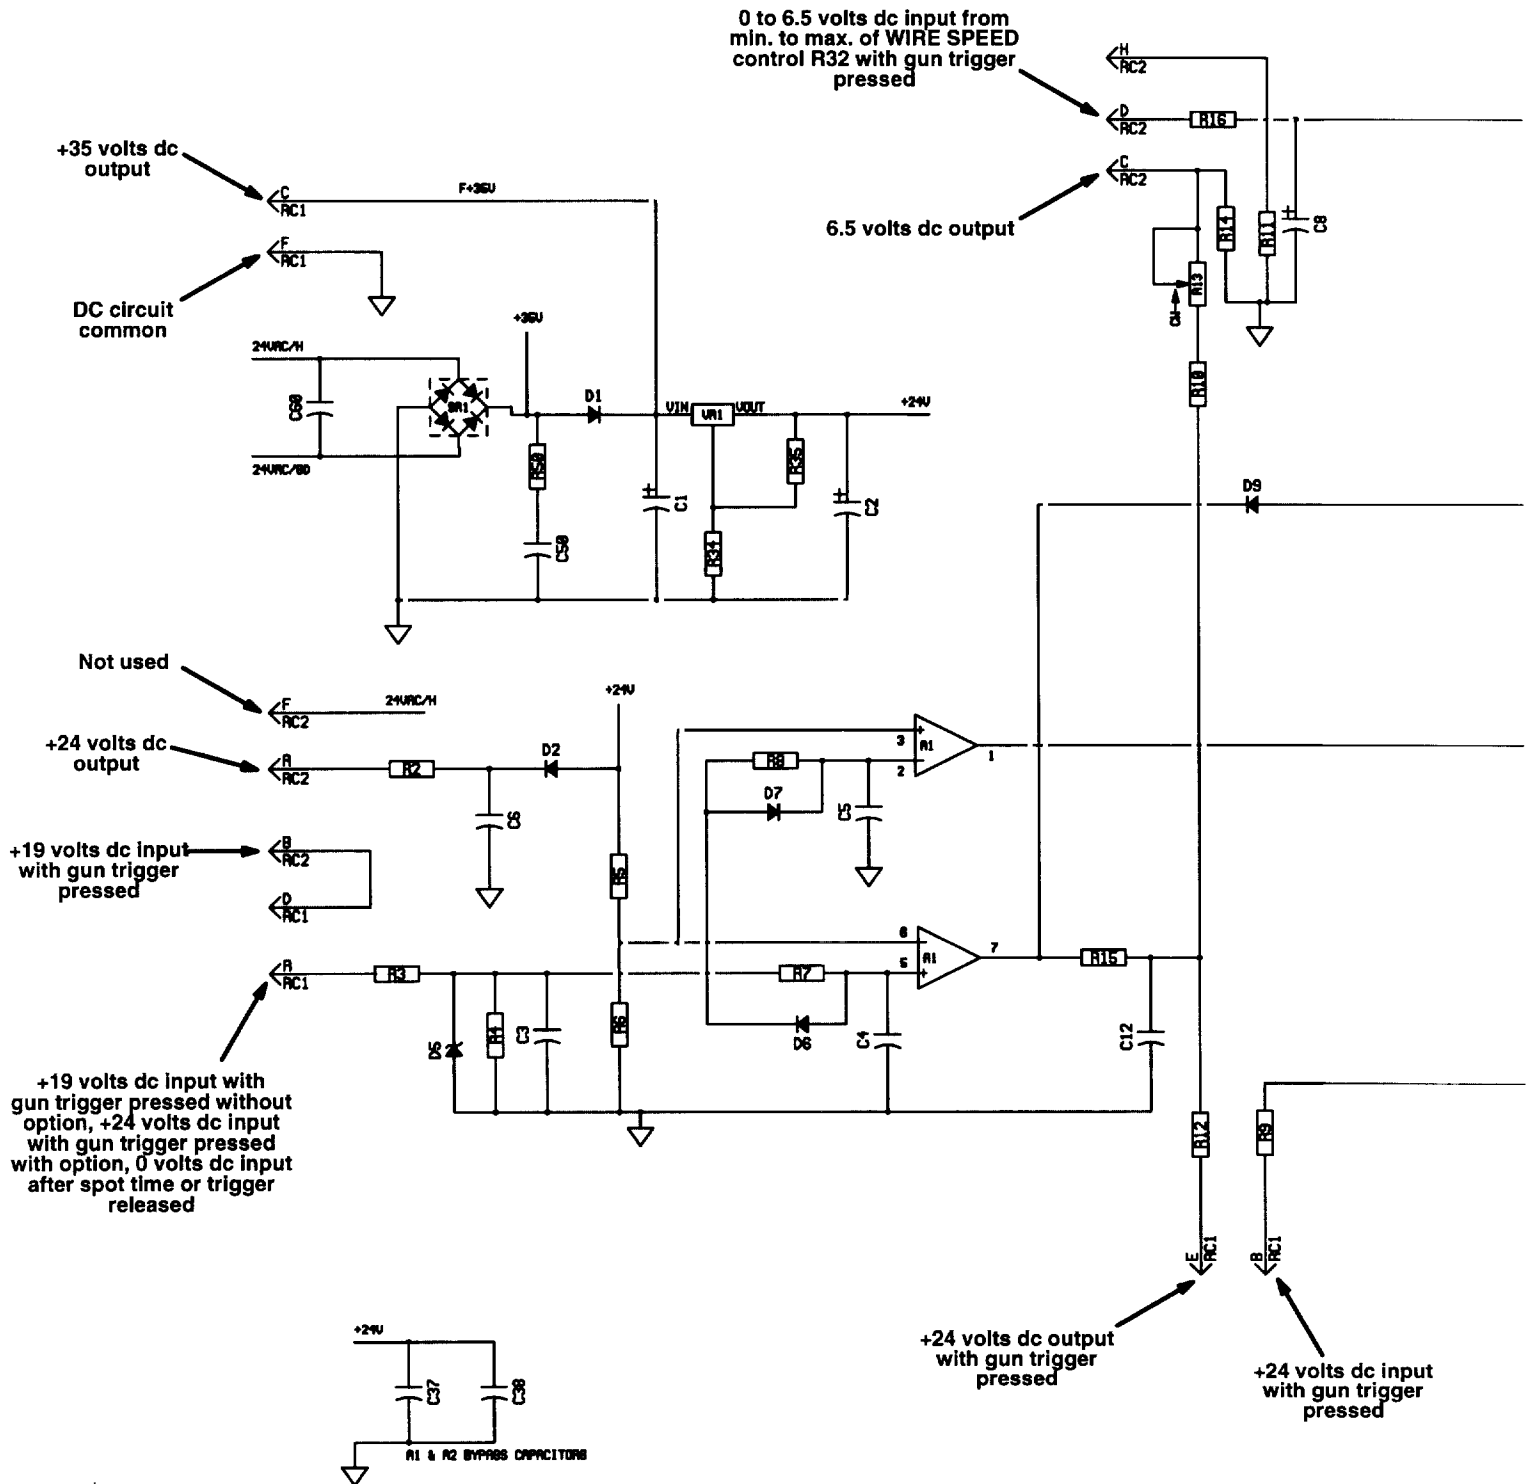 0 to 6.5 volts dc input from
min. to max. of WIRE SPEED
control R32 with gun trigger
pressed
H
RC2
D
RC2
R16
C
RC2
6.5 volts dc output
R14
R11
+
C8
R13
CW
R10
+35 volts dc
output
C
RC1
F+36V
F
RC1
DC circuit
common
+36V
24VAC/H
C60
SR1
D1
VIN
VR1
VOUT
+24V
24VAC/GD
R50
C50
+
C1
R35
R34
+
C2
D9
Not used
F
RC2
24VAC/H
+24V
+24 volts dc
output
A
RC2
R2
D2
C6
3
2
A1
1
R8
D7
C5
+19 volts dc input
with gun trigger
pressed
B
RC2
D
RC1
R5
6
5
A1
7
R15
A
RC1
R3
R7
D5
R4
C3
R6
D6
C4
C12
+19 volts dc input with
gun trigger pressed without
option, +24 volts dc input
with gun trigger pressed
with option, 0 volts dc input
after spot time or trigger
released
R12
R9
E
RC1
B
RC1
+24 volts dc output
with gun trigger
pressed
+24 volts dc input
with gun trigger
pressed
+24V
C37
C38
A1 & A2 BYPASS CAPACITORS